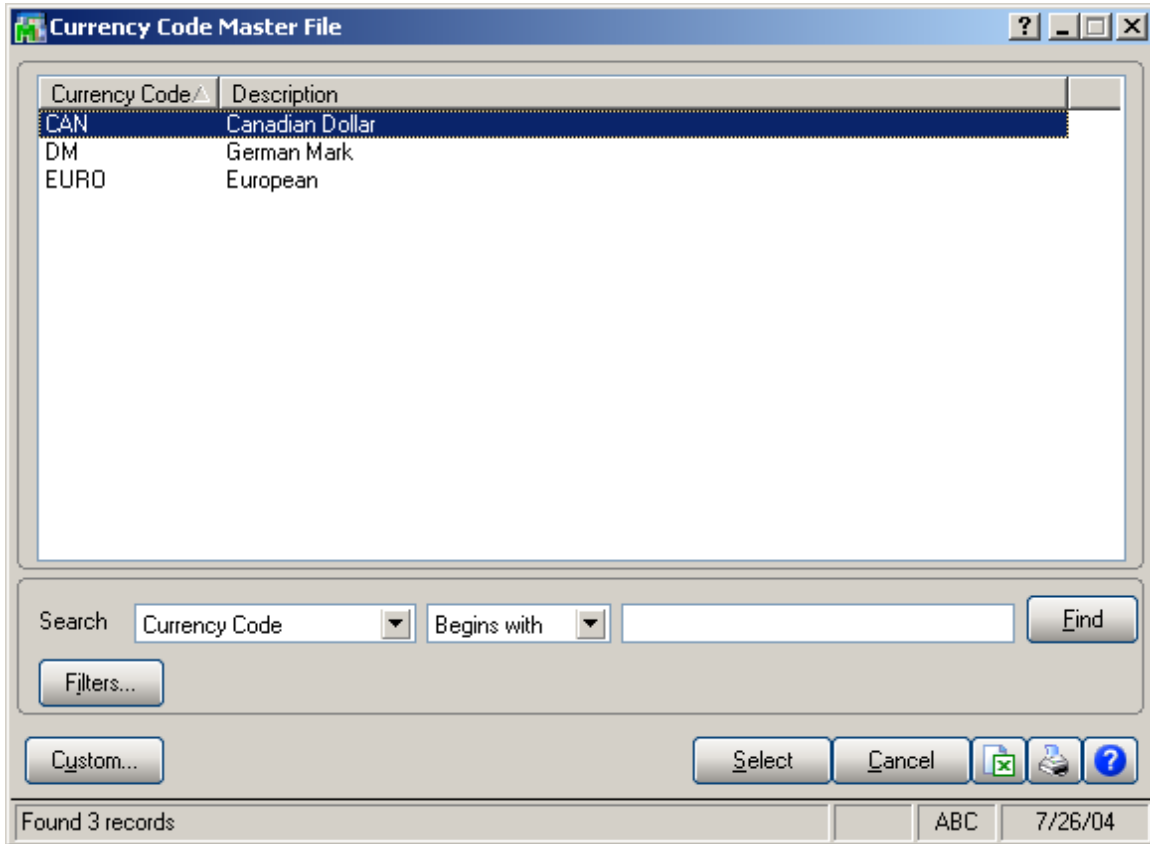 Currency Code Master File
Currency Code Description
CAN Canadian Dollar
DM German Mark
EURO European
Search Currency Code Begins with Find
Filters...
Custom... Select Cancel
Found 3 records ABC 7/26/04